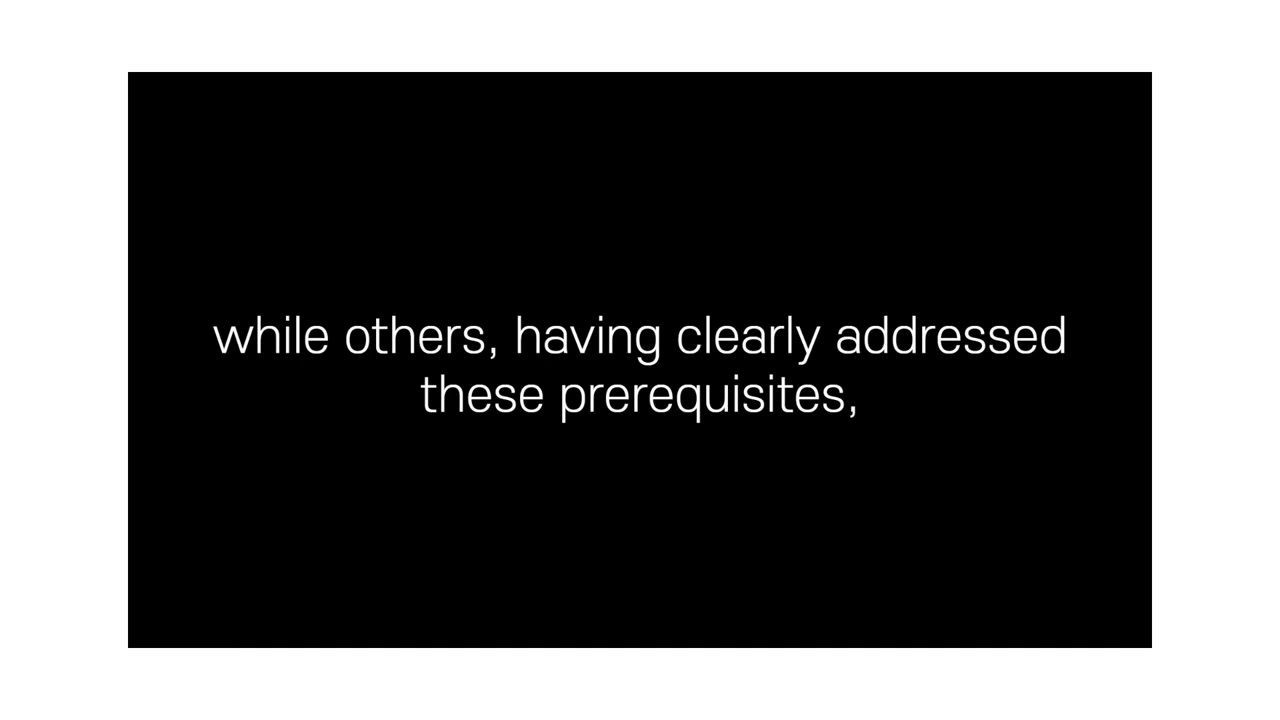 while others, having clearly addressed
these prerequisites,